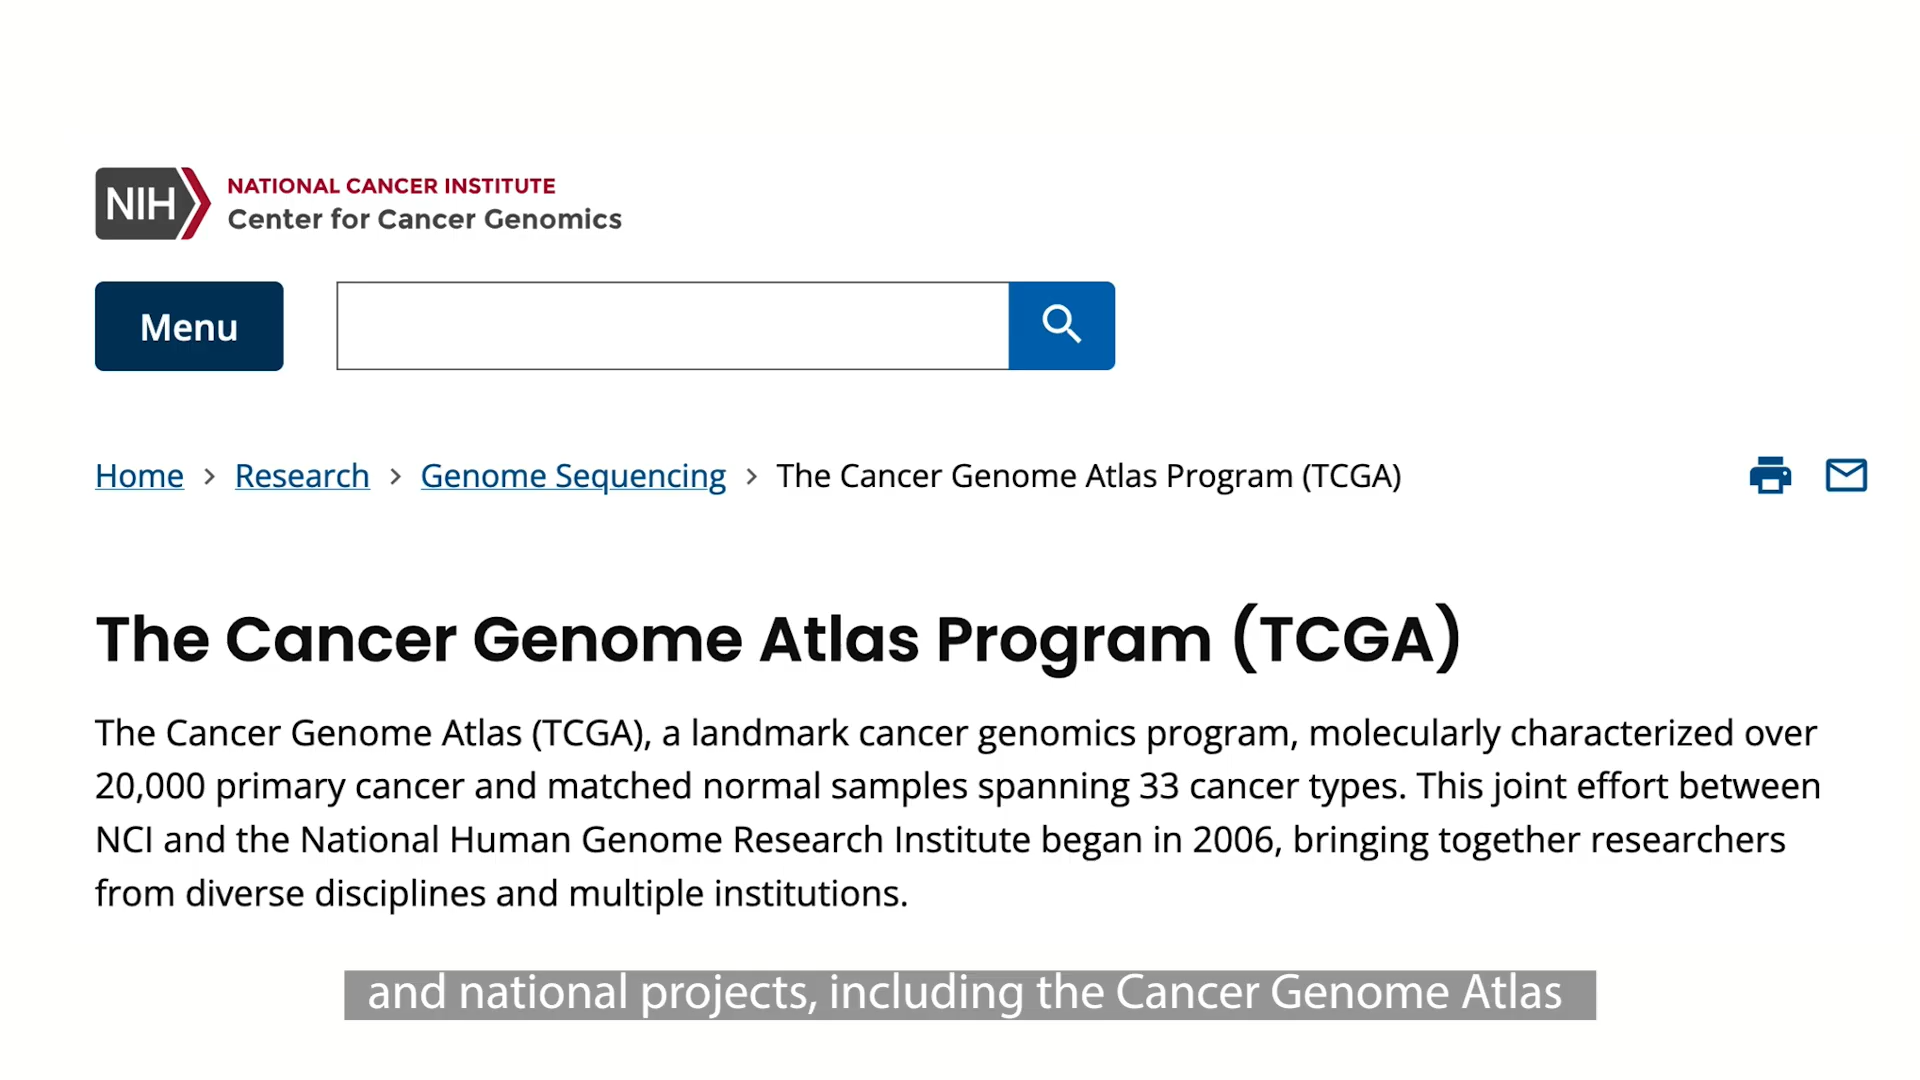 NIH
NATIONAL CANCER INSTITUTE
Center for Cancer Genomics
Menu
Home > Research > Genome Sequencing > The Cancer Genome Atlas Program (TCGA)
The Cancer Genome Atlas Program (TCGA)
The Cancer Genome Atlas (TCGA), a landmark cancer genomics program, molecularly characterized over
20,000 primary cancer and matched normal samples spanning 33 cancer types. This joint effort between
NCI and the National Human Genome Research Institute began in 2006, bringing together researchers
from diverse disciplines and multiple institutions.
and national projects, including the Cancer Genome Atlas